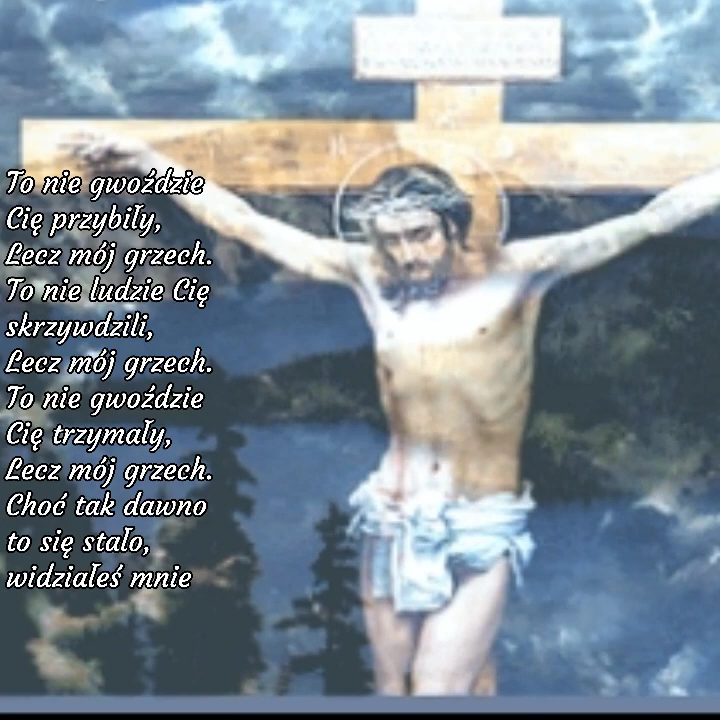 To nie gwoździe
Cię przybiły,
Lecz mój grzech.
To nie ludzie Cię
skrzywdzili,
Lecz mój grzech.
To nie gwoździe
Cię trzymały,
Lecz mój grzech.
Choć tak dawno
to się stało,
widziałeś mnie